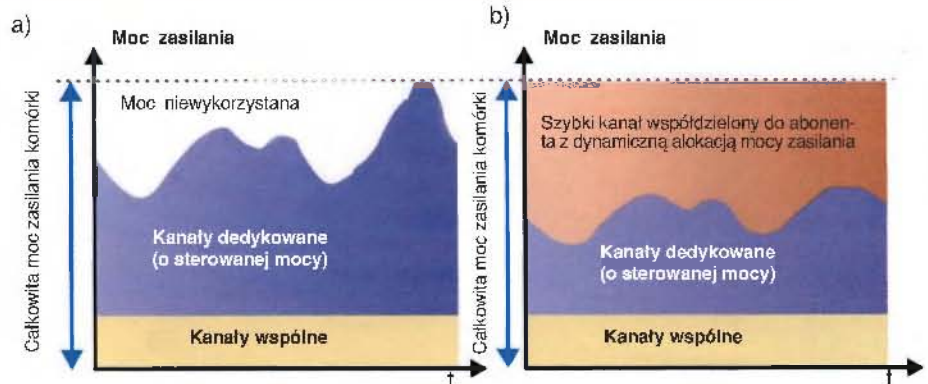 a)
Moc zasilania
Całkowita moc zasilania komórki
Moc niewykorzystana
Kanały dedykowane
(o sterowanej mocy)
Kanały wspólne
t
b)
Moc zasilania
Całkowita moc zasilania komórki
Szybki kanał współdzielony do abonen-
ta z dynamiczną alokacją mocy zasilania
Kanały dedykowane
(o sterowanej mocy)
Kanały wspólne
t